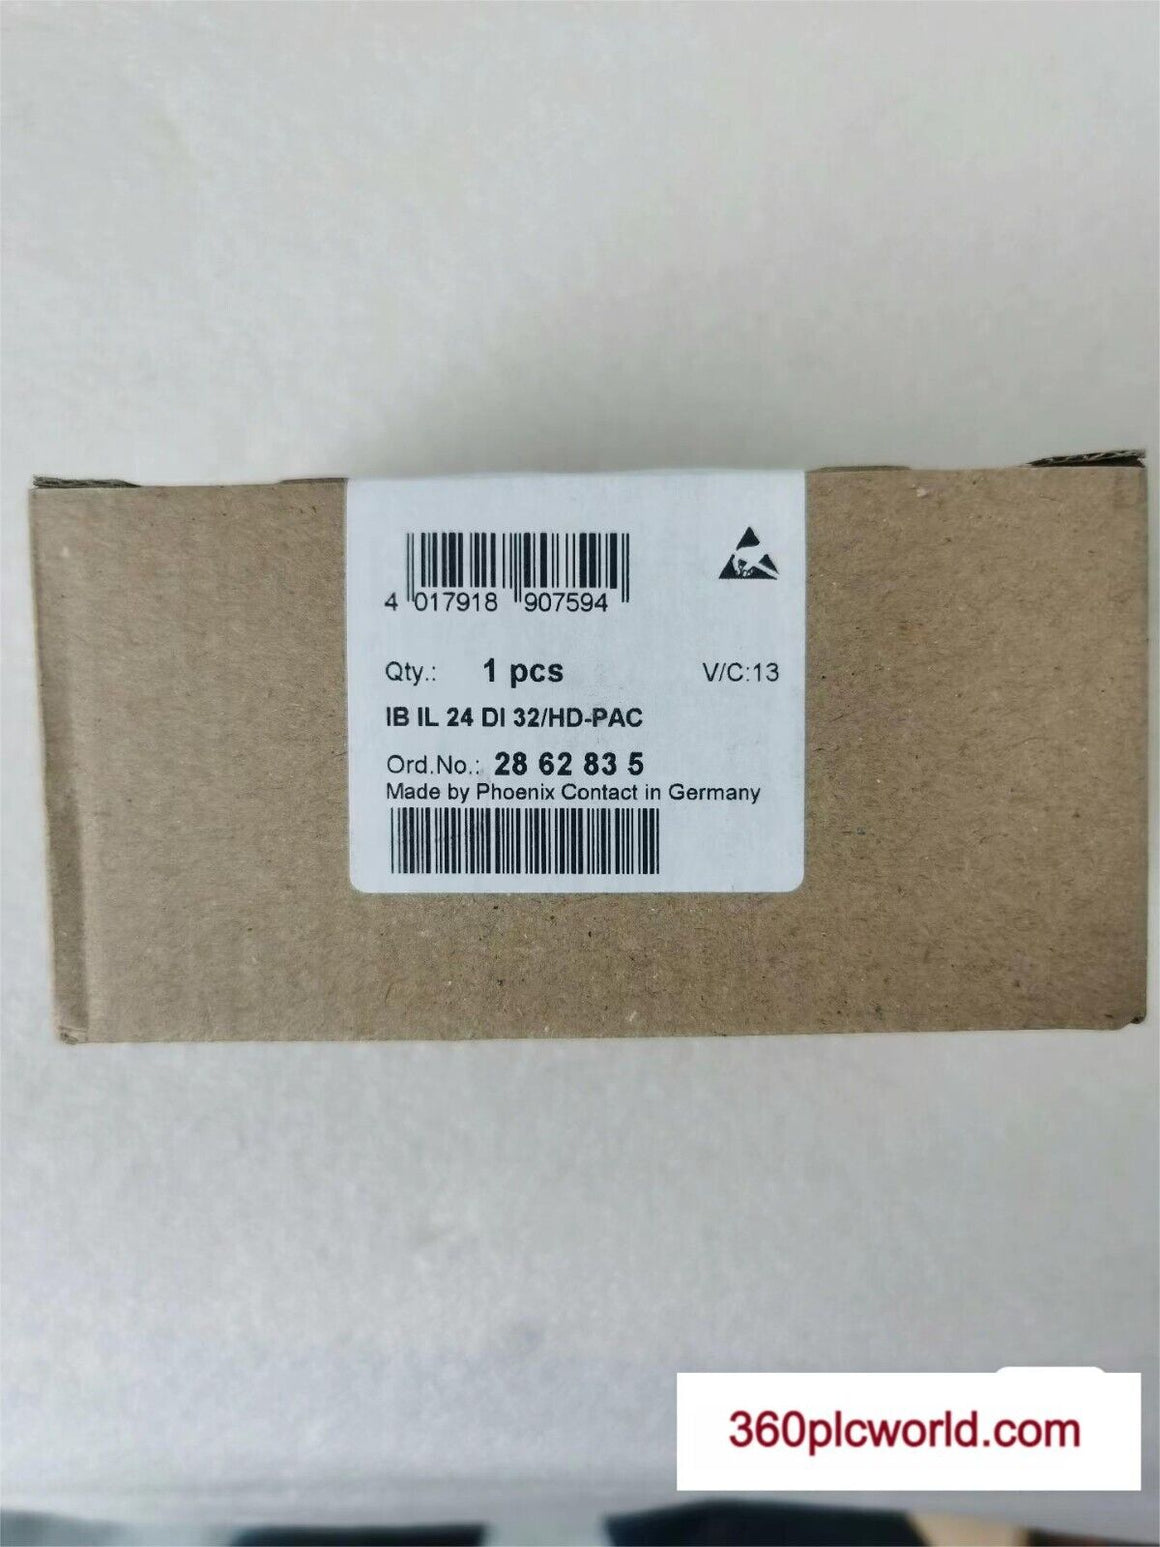 4 017918 907594
Qty.: 1 pcs V/C:13
IB IL 24 DI 32/HD-PAC
Ord.No.: 28 62 83 5
Made by Phoenix Contact in Germany
360plcworld.com